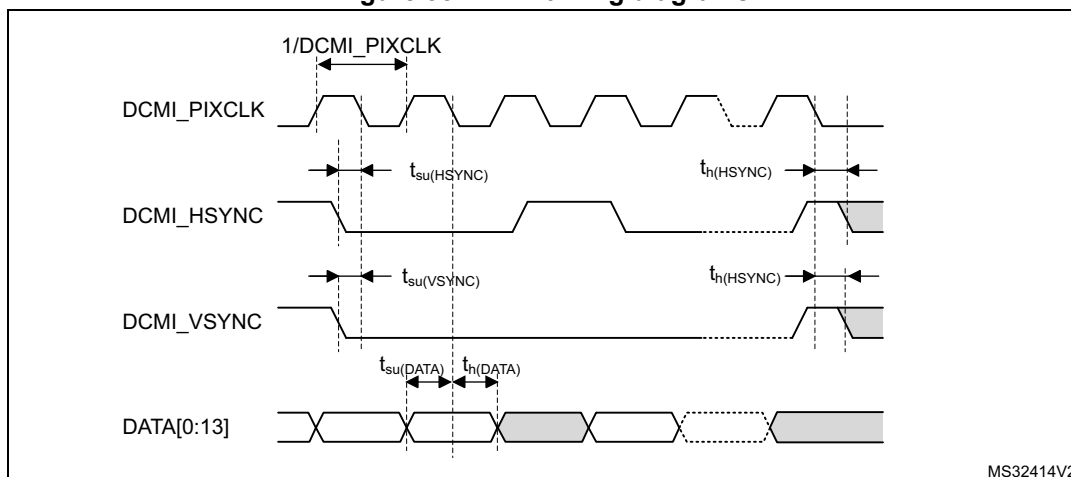 1/DCMI_PIXCLK
DCMI_PIXCLK
tsu(HSYNC)
th(HSYNC)
DCMI_HSYNC
tsu(VSYNC)
th(HSYNC)
DCMI_VSYNC
tsu(DATA)
th(DATA)
DATA[0:13]
MS32414V2